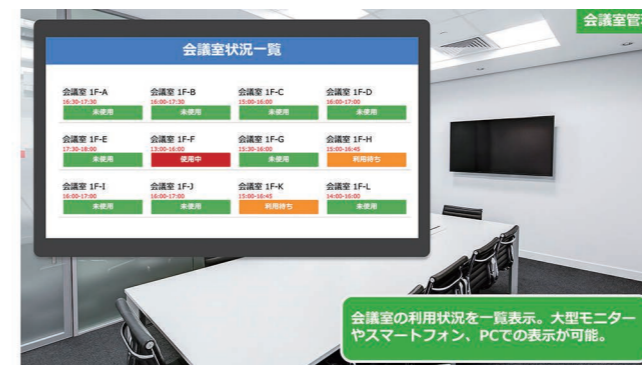 会議室管
会議室状況一覧
会議室 1F-A 会議室 1F-B 会議室 1F-C 会議室 1F-D
16:30-17:30 16:00-17:30 15:00-16:00 16:00-17:00
未使用 未使用 未使用 未使用
会議室 1F-E 会議室 1F-F 会議室 1F-G 会議室 1F-H
17:30-18:00 13:00-16:00 15:30-16:00 15:00-16:45
未使用 使用中 未使用 利用待ち
会議室 1F-I 会議室 1F-J 会議室 1F-K 会議室 1F-L
16:00-17:00 16:00-17:00 15:00-16:45 14:00-16:00
未使用 未使用 利用待ち 未使用
会議室の利用状況を一覧表示。大型モニター
やスマートフォン、PCでの表示が可能。